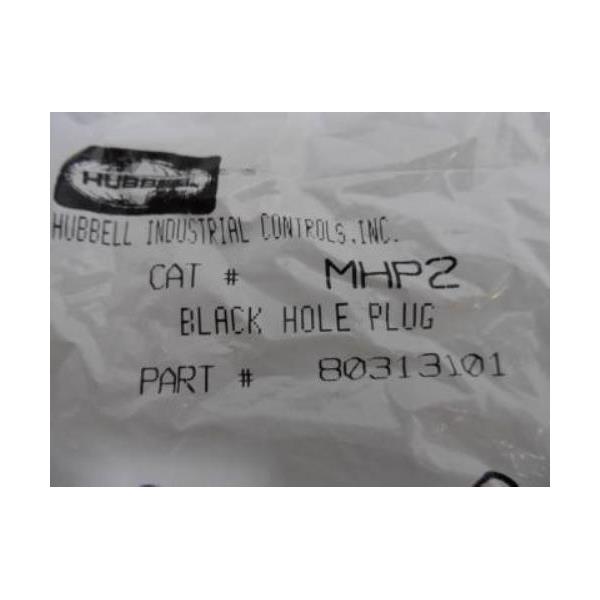 HUBBELL
HUBBELL INDUSTRIAL CONTROLS, INC.
CAT # MHP2
BLACK HOLE PLUG
PART # 80313101